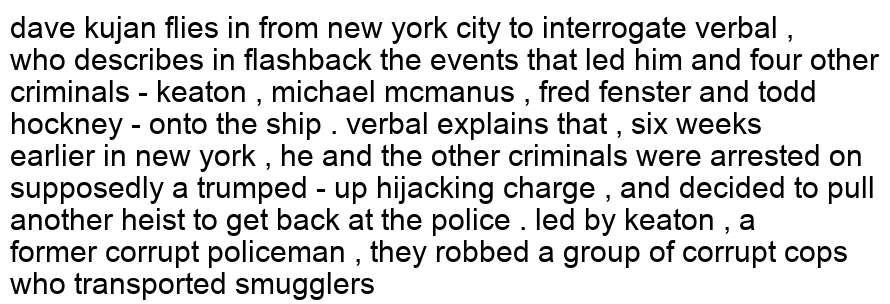 dave kujan flies in from new york city to interrogate verbal ,
who describes in flashback the events that led him and four other
criminals - keaton , michael mcmanus , fred fenster and todd
hockney - onto the ship . verbal explains that , six weeks
earlier in new york , he and the other criminals were arrested on
supposedly a trumped - up hijacking charge , and decided to pull
another heist to get back at the police . led by keaton , a
former corrupt policeman , they robbed a group of corrupt cops
who transported smugglers